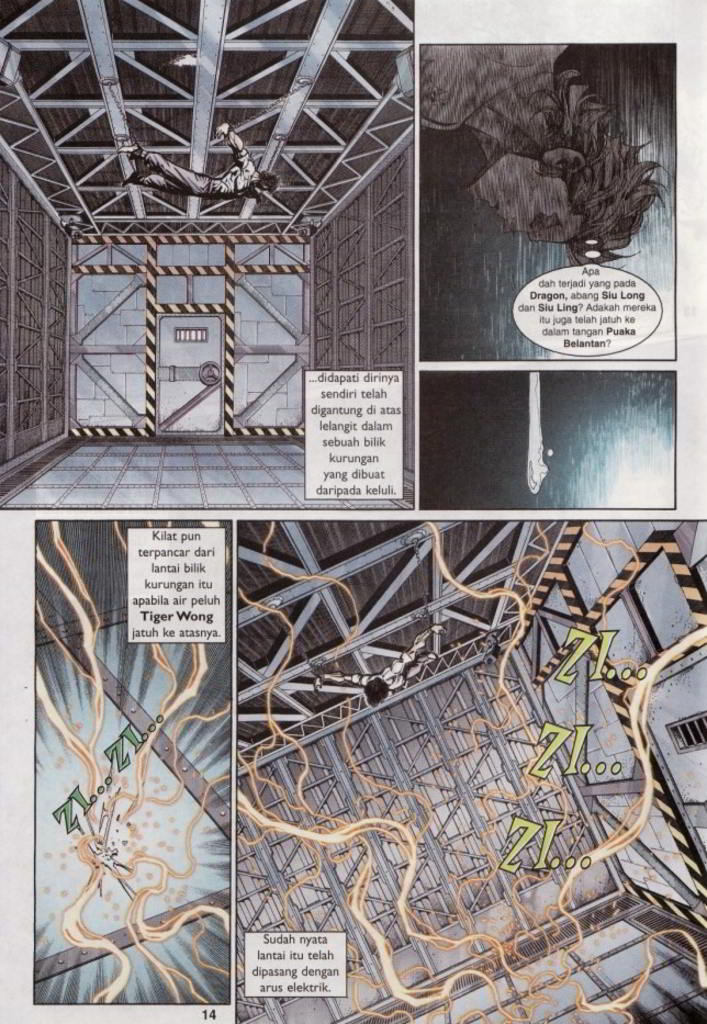 ...didapati dirinya
sendiri telah
digantung di atas
lelangit dalam
sebuah bilik
kurungan
yang dibuat
daripada keluli.
Apa
dah terjadi yang pada
Dragon, abang Siu Long
dan Siu Ling? Adakah mereka
itu juga telah jatuh ke
dalam tangan Puaka
Belantan?
Kilat pun
terpancar dari
lantai bilik
kurungan itu
apabila air peluh
Tiger Wong
jatuh ke atasnya.
ZI...ZI...
ZI...
ZI...
ZI...
Sudah nyata
lantai itu telah
dipasang dengan
arus elektrik.
14